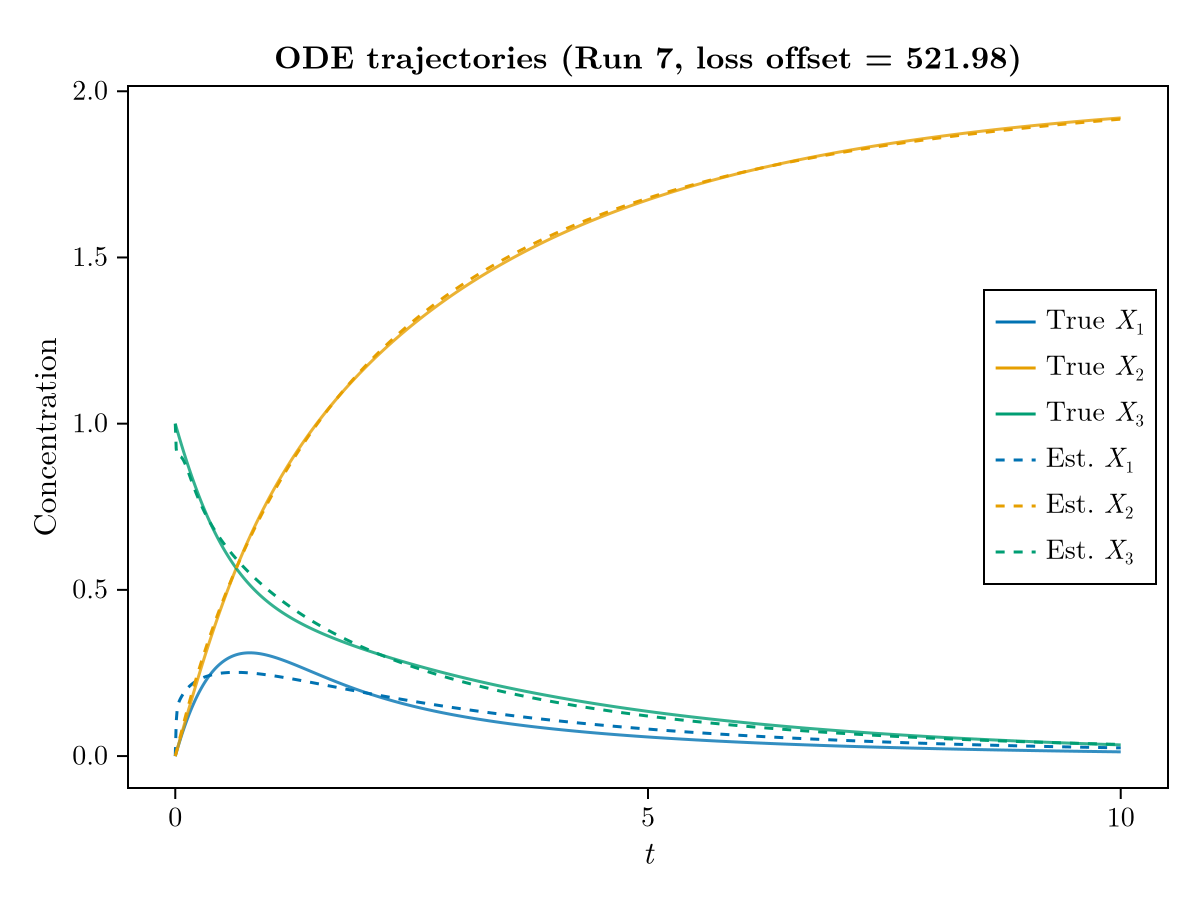 ODE trajectories (Run 7, loss offset = 521.98)
2.0
1.5
1.0
0.5
0.0
Concentration
0
5
10
t
True X₁
True X₂
True X₃
Est. X₁
Est. X₂
Est. X₃